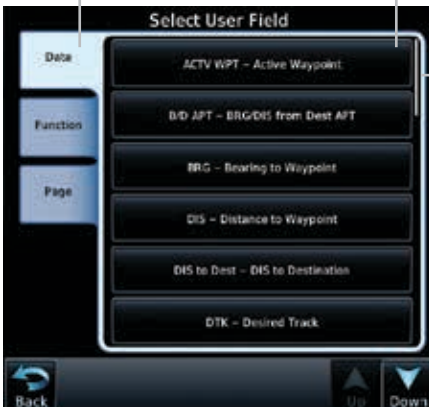 Select User Field
Data
Function
Page
ACTV WPT – Active Waypoint
B/D APT – BRG/DIS from Dest APT
BRG – Bearing to Waypoint
DIS – Distance to Waypoint
DIS to Dest – DIS to Destination
DTK – Desired Track
Back
Up
Down